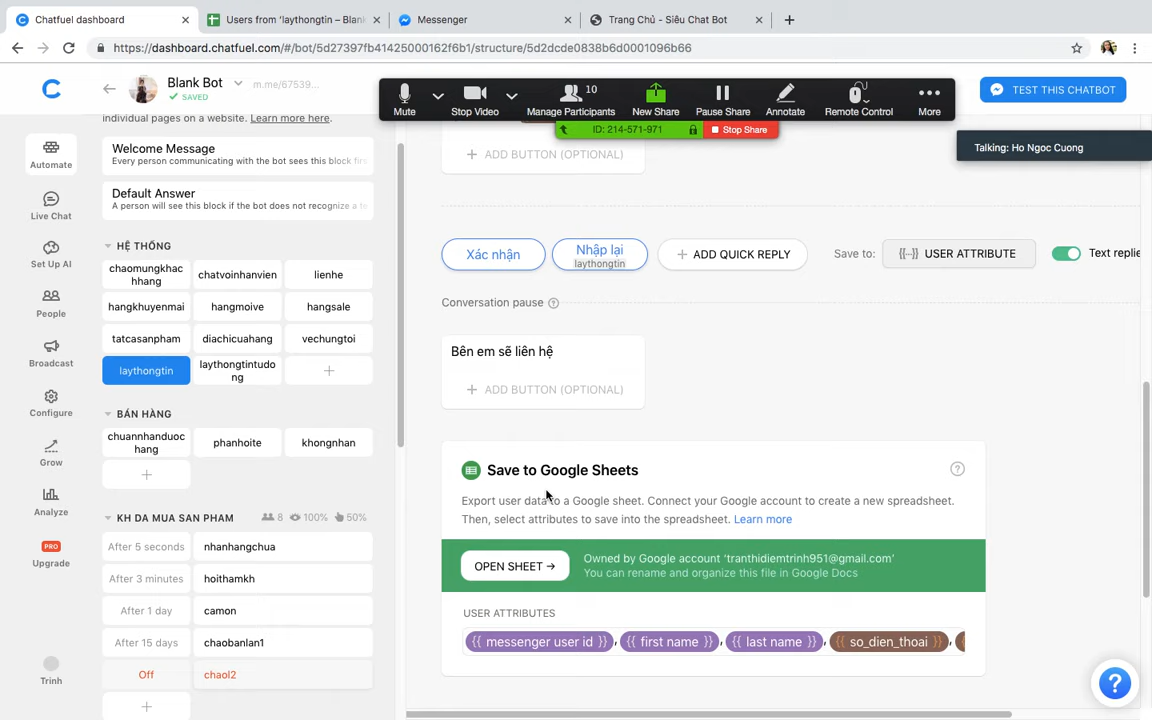 Chatfuel dashboard
Users from 'laythongtin – Blank
Messenger
Trang Chủ - Siêu Chat Bot
https://dashboard.chatfuel.com/#/bot/5d27397fb41425000162f6b1/structure/5d2dcde0838b6d0001096b66
Blank Bot
m.me/67539...
SAVED
individual pages on a website. Learn more here.
Mute
Stop Video
10
Manage Participants
New Share
Pause Share
Annotate
Remote Control
More
ID: 214-571-971
Stop Share
TEST THIS CHATBOT
Talking: Ho Ngoc Cuong
Automate
Live Chat
Set Up AI
People
Broadcast
Configure
Grow
Analyze
PRO
Upgrade
Trinh
Welcome Message
Every person communicating with the bot sees this block
Default Answer
A person will see this block if the bot does not recognize a
HỆ THỐNG
chaomungkhac
hhang
chatvoinhanvien
lienhe
hangkhuyenmai
hangmoive
hangsale
tatcasanpham
diachicuahang
vechungtoi
laythongtin
laythongtintudo
ng
BÁN HÀNG
chuannhanduoc
hang
phanhoite
khongnhan
KH DA MUA SAN PHAM
8
100%
50%
After 5 seconds
nhanhangchua
After 3 minutes
hoithamkh
After 1 day
camon
After 15 days
chaobanlan1
Off
chaol2
ADD BUTTON (OPTIONAL)
Xác nhận
Nhập lại
laythongtin
ADD QUICK REPLY
Save to:
{{...}} USER ATTRIBUTE
Text replie
Conversation pause
Bên em sẽ liên hệ
ADD BUTTON (OPTIONAL)
Save to Google Sheets
Export user data to a Google sheet. Connect your Google account to create a new spreadsheet.
Then, select attributes to save into the spreadsheet. Learn more
OPEN SHEET →
Owned by Google account 'tranthidiemtrinh951@gmail.com'
You can rename and organize this file in Google Docs
USER ATTRIBUTES
{{ messenger user id }}, {{ first name }}, {{ last name }}, {{ so_dien_thoai }},